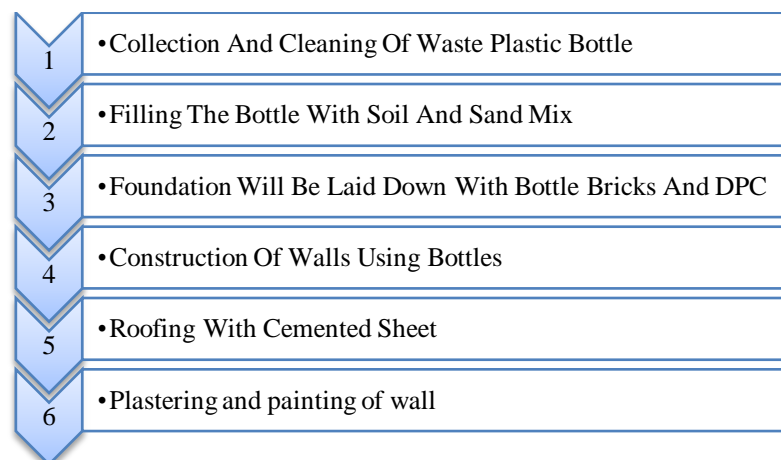 1
•Collection And Cleaning Of Waste Plastic Bottle
2
•Filling The Bottle With Soil And Sand Mix
3
•Foundation Will Be Laid Down With Bottle Bricks And DPC
4
•Construction Of Walls Using Bottles
5
•Roofing With Cemented Sheet
6
•Plastering and painting of wall